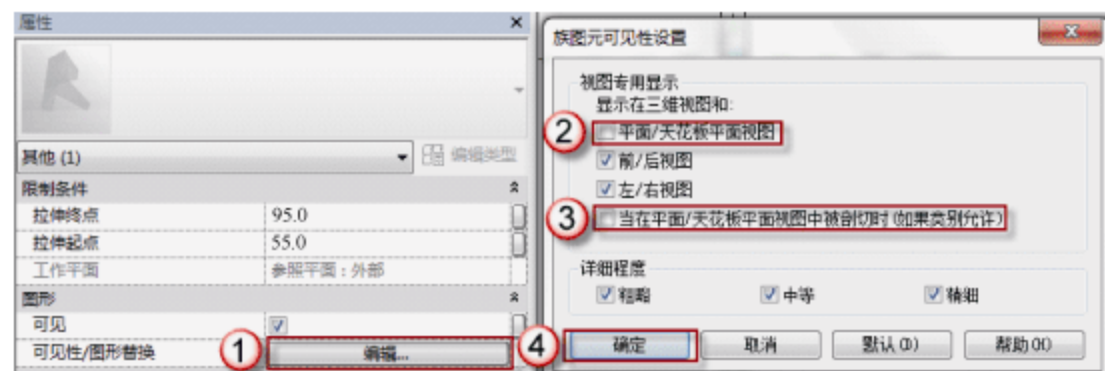 属性
其他 (1)
编辑类型
限制条件
拉伸终点 95.0
拉伸起点 55.0
工作平面 参照平面 : 外部
图形
可见
可见性/图形替换 ① 编辑...
族图元可见性设置
视图专用显示
显示在三维视图和:
② 平面/天花板平面视图
前/后视图
左/右视图
③ 当在平面/天花板平面视图中被剖切时(如果类别允许)
详细程度
粗略 中等 精细
④ 确定 取消 默认(D) 帮助(H)